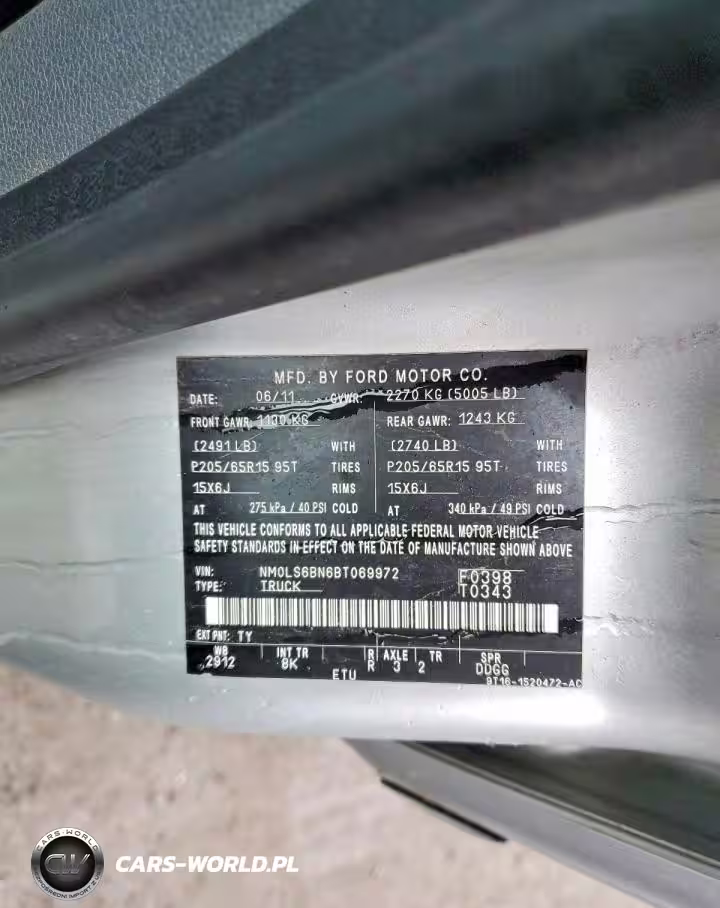 MFD. BY FORD MOTOR CO.
DATE: 06/11 GVWR: 2270 KG (5005 LB)
FRONT GAWR: 1130 KG REAR GAWR: 1243 KG
(2491 LB) WITH (2740 LB) WITH
P205/65R15 95T TIRES P205/65R15 95T TIRES
15X6J RIMS 15X6J RIMS
AT 275 kPa / 40 PSI COLD AT 340 kPa / 49 PSI COLD
THIS VEHICLE CONFORMS TO ALL APPLICABLE FEDERAL MOTOR VEHICLE
SAFETY STANDARDS IN EFFECT ON THE DATE OF MANUFACTURE SHOWN ABOVE
VIN: NM0LS6BN6BT069972 F0398
TYPE: TRUCK T0343
EXT PNT: TY
WB INT TR R AXLE TR SPR
2912 8K R 3 2 DDGG
ETU 9T16-1520472-AC
CARS-WORLD
CW
CARS-WORLD.PL